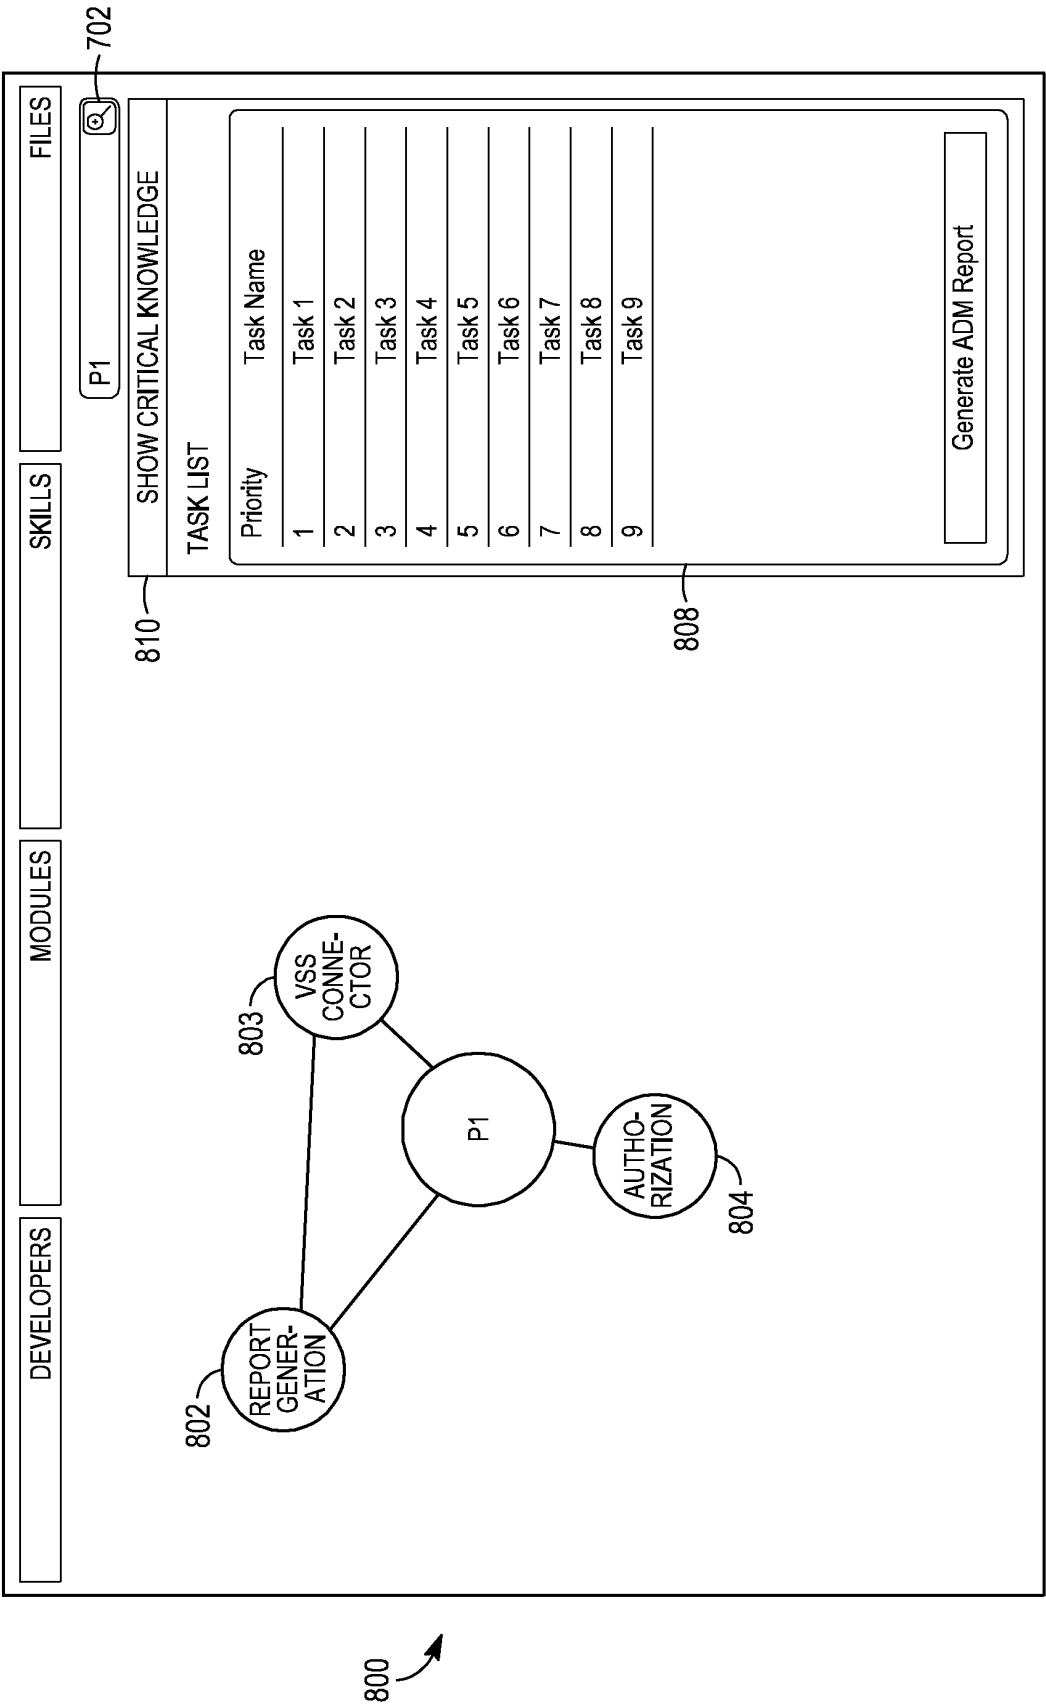 DEVELOPERS
MODULES
SKILLS
FILES
P1
702
810
SHOW CRITICAL KNOWLEDGE
TASK LIST
Priority Task Name
1 Task 1
2 Task 2
3 Task 3
4 Task 4
5 Task 5
6 Task 6
7 Task 7
8 Task 8
9 Task 9
808
Generate ADM Report
802
REPORT
GENER-
ATION
803
VSS
CONNE-
CTOR
P1
AUTHO-
RIZATION
804
800